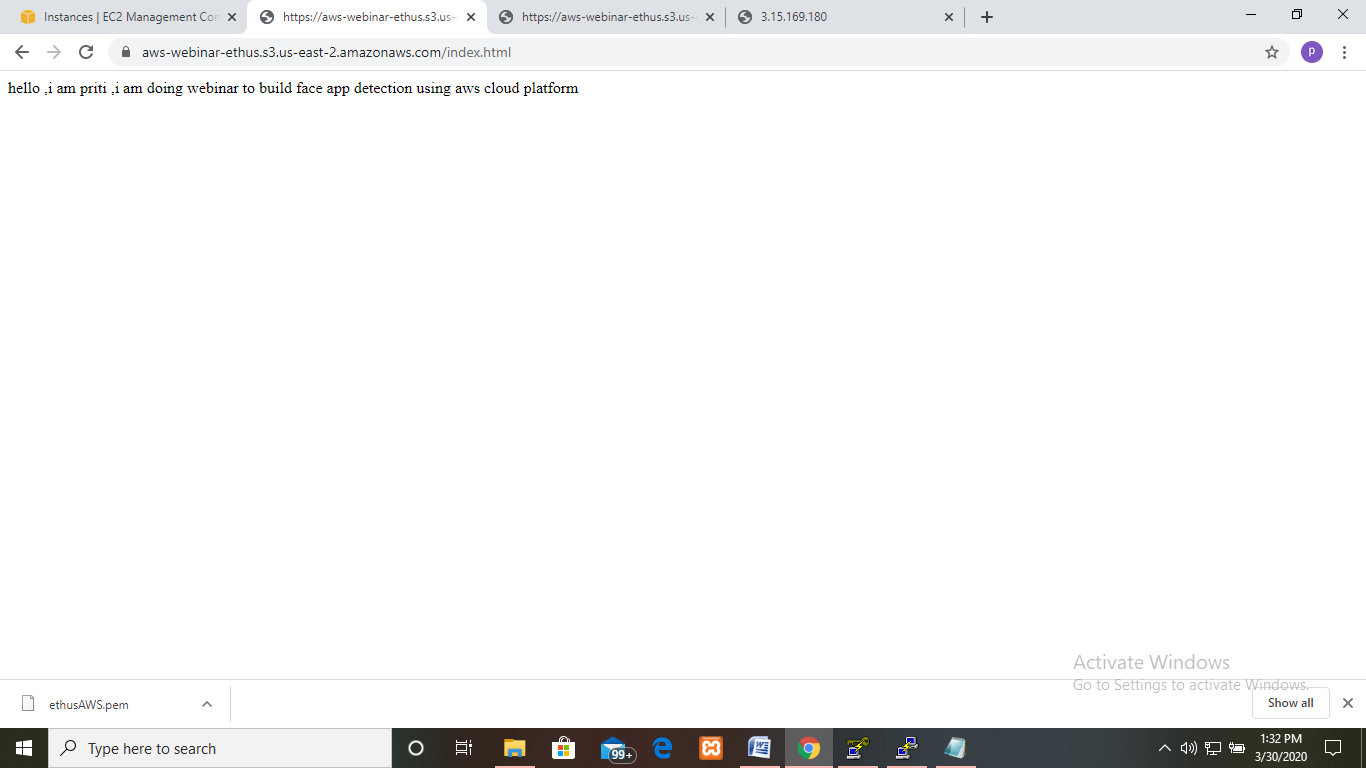 Instances | EC2 Management Con
https://aws-webinar-ethus.s3.us-
https://aws-webinar-ethus.s3.us-
3.15.169.180
aws-webinar-ethus.s3.us-east-2.amazonaws.com/index.html
p
hello ,i am priti ,i am doing webinar to build face app detection using aws cloud platform
Activate Windows
Go to Settings to activate Windows.
ethusAWS.pem
Show all
Type here to search
99+
1:32 PM
3/30/2020